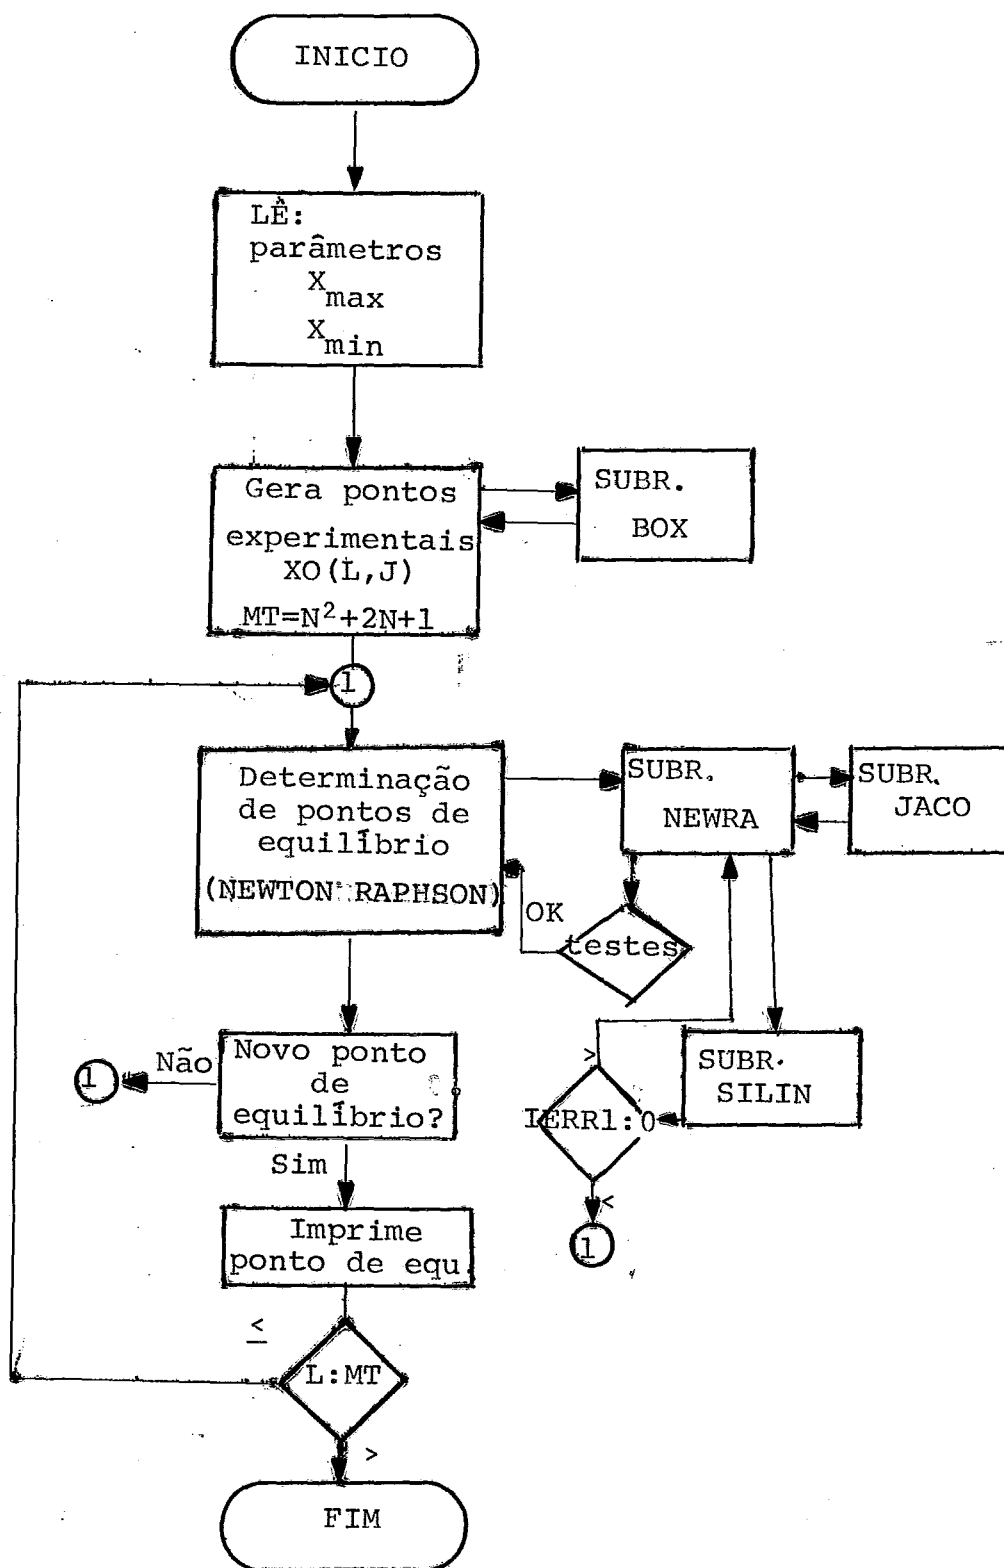 INICIO
LÊ:
parâmetros
Xmax
Xmin
Gera pontos
experimentais
XO(L,J)
MT=N²+2N+1
SUBR.
BOX
1
Determinação
de pontos de
equilíbrio
(NEWTON RAPHSON)
SUBR.
NEWRA
SUBR.
JACO
OK
testes
Novo ponto
de
equilíbrio?
Não
1
Sim
SUBR.
SILIN
>
IERR1:0
<
1
Imprime
ponto de equ.
≤
L:MT
>
FIM